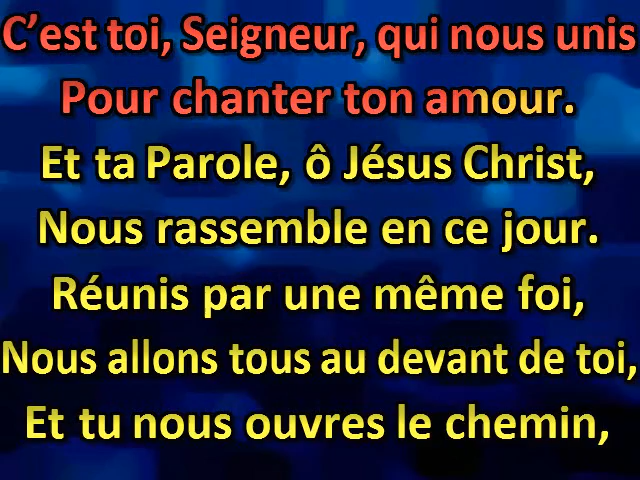 C’est toi, Seigneur, qui nous unis
Pour chanter ton amour.
Et ta Parole, ô Jésus Christ,
Nous rassemble en ce jour.
Réunis par une même foi,
Nous allons tous au devant de toi,
Et tu nous ouvres le chemin,